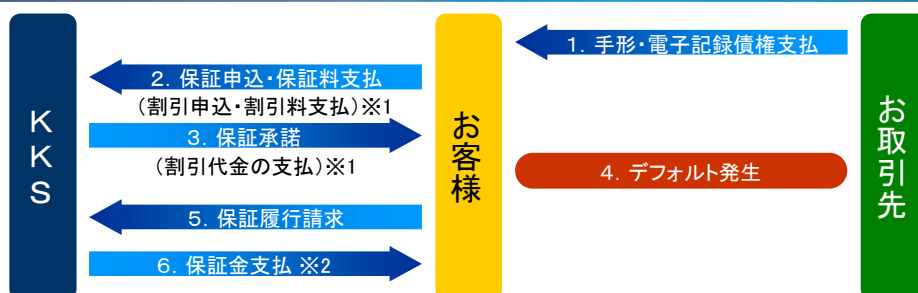 KKS
お客様
お取引先
1. 手形・電子記録債権支払
2. 保証申込・保証料支払
(割引申込・割引料支払)※1
3. 保証承諾
(割引代金の支払)※1
4. デフォルト発生
5. 保証履行請求
6. 保証金支払 ※2